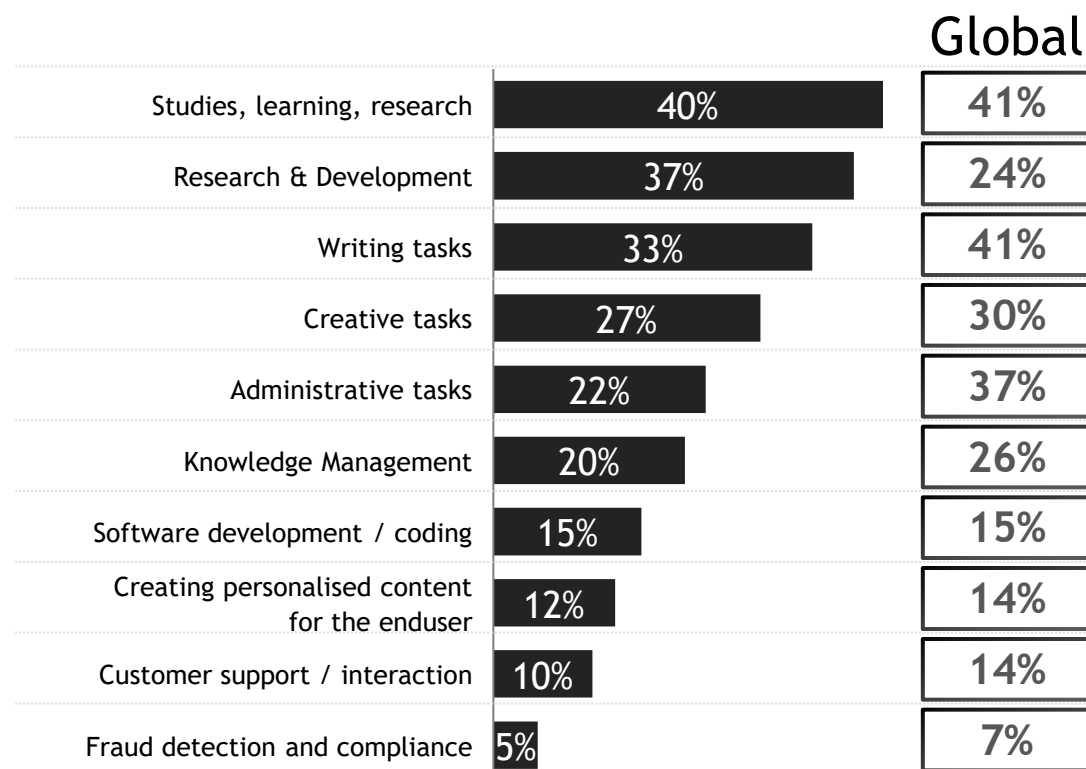 Global
Studies, learning, research 40% 41%
Research & Development 37% 24%
Writing tasks 33% 41%
Creative tasks 27% 30%
Administrative tasks 22% 37%
Knowledge Management 20% 26%
Software development / coding 15% 15%
Creating personalised content
for the enduser 12% 14%
Customer support / interaction 10% 14%
Fraud detection and compliance 5% 7%